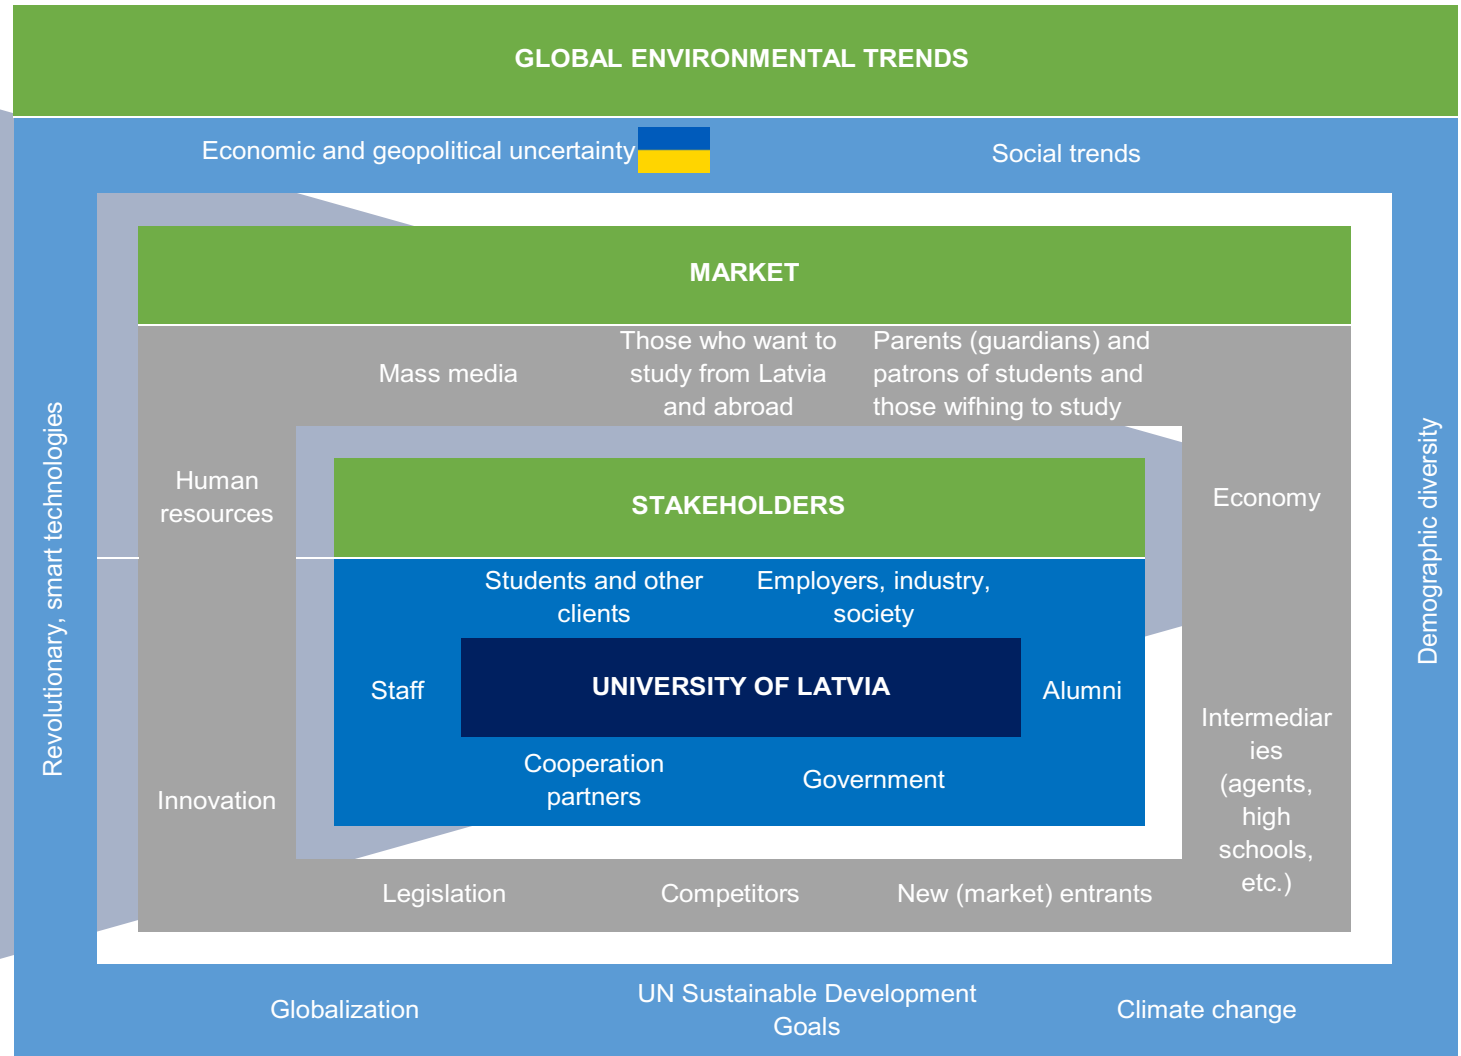 GLOBAL ENVIRONMENTAL TRENDS
Economic and geopolitical uncertainty
Social trends
Revolutionary, smart technologies
Demographic diversity
MARKET
Mass media
Those who want to
study from Latvia
and abroad
Parents (guardians) and
patrons of students and
those wifhing to study
Human
resources
Economy
STAKEHOLDERS
Students and other
clients
Employers, industry,
society
Staff
UNIVERSITY OF LATVIA
Alumni
Cooperation
partners
Government
Innovation
Intermediar
ies
(agents,
high
schools,
etc.)
Legislation
Competitors
New (market) entrants
Globalization
UN Sustainable Development
Goals
Climate change